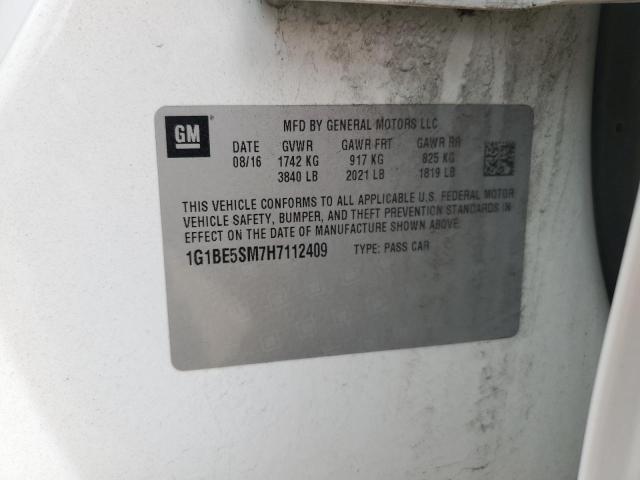 GM
MFD BY GENERAL MOTORS LLC
DATE GVWR GAWR FRT GAWR RR
08/16 1742 KG 917 KG 825 KG
3840 LB 2021 LB 1819 LB
THIS VEHICLE CONFORMS TO ALL APPLICABLE U.S. FEDERAL MOTOR
VEHICLE SAFETY, BUMPER, AND THEFT PREVENTION STANDARDS IN
EFFECT ON THE DATE OF MANUFACTURE SHOWN ABOVE.
1G1BE5SM7H7112409 TYPE: PASS CAR